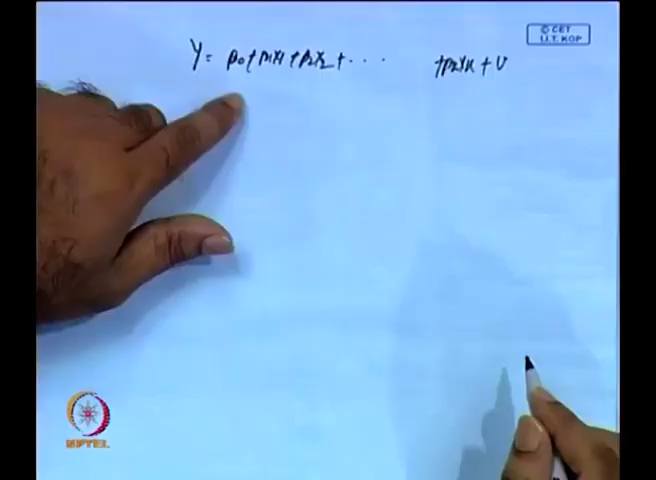 Y = β0 + β1X1 + β2X2 + . . . + βkXk + U
© CET
I.I.T. KGP
NPTEL